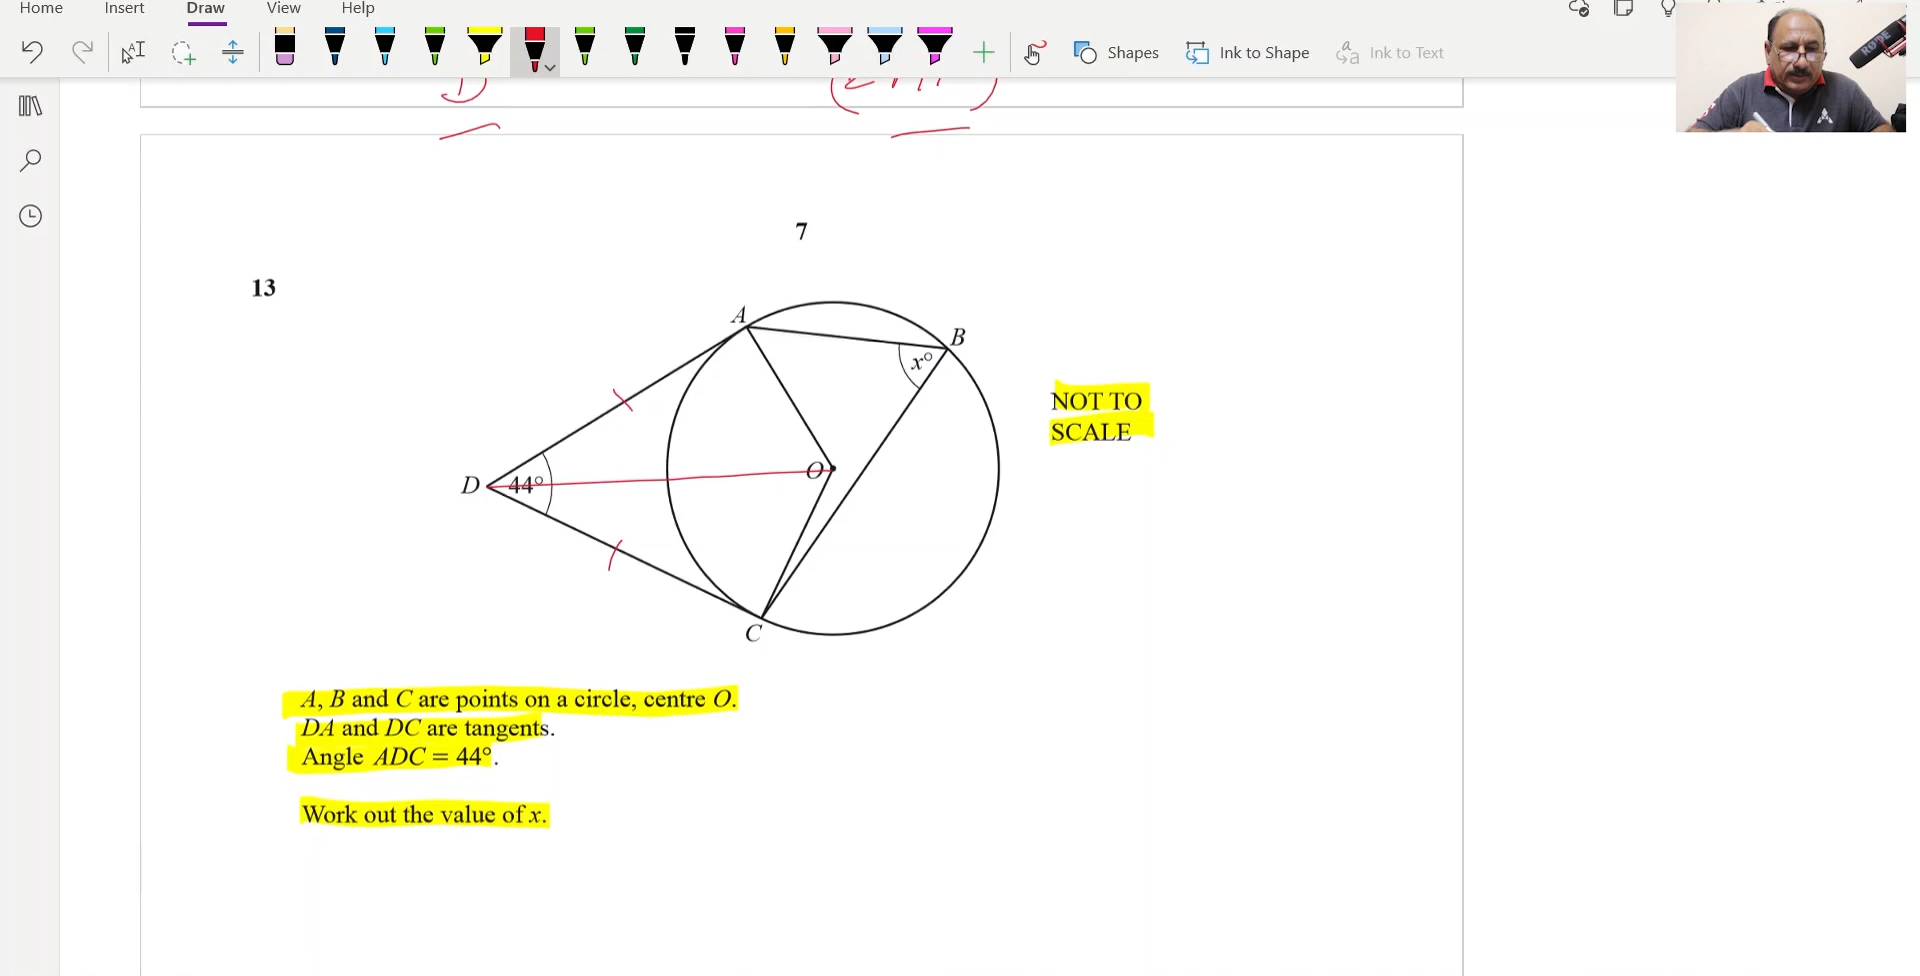 Home Insert Draw View Help
Shapes Ink to Shape Ink to Text
RØDE
D
7
13
A
B
x°
NOT TO
SCALE
D 44° O
C
A, B and C are points on a circle, centre O.
DA and DC are tangents.
Angle ADC = 44°.
Work out the value of x.